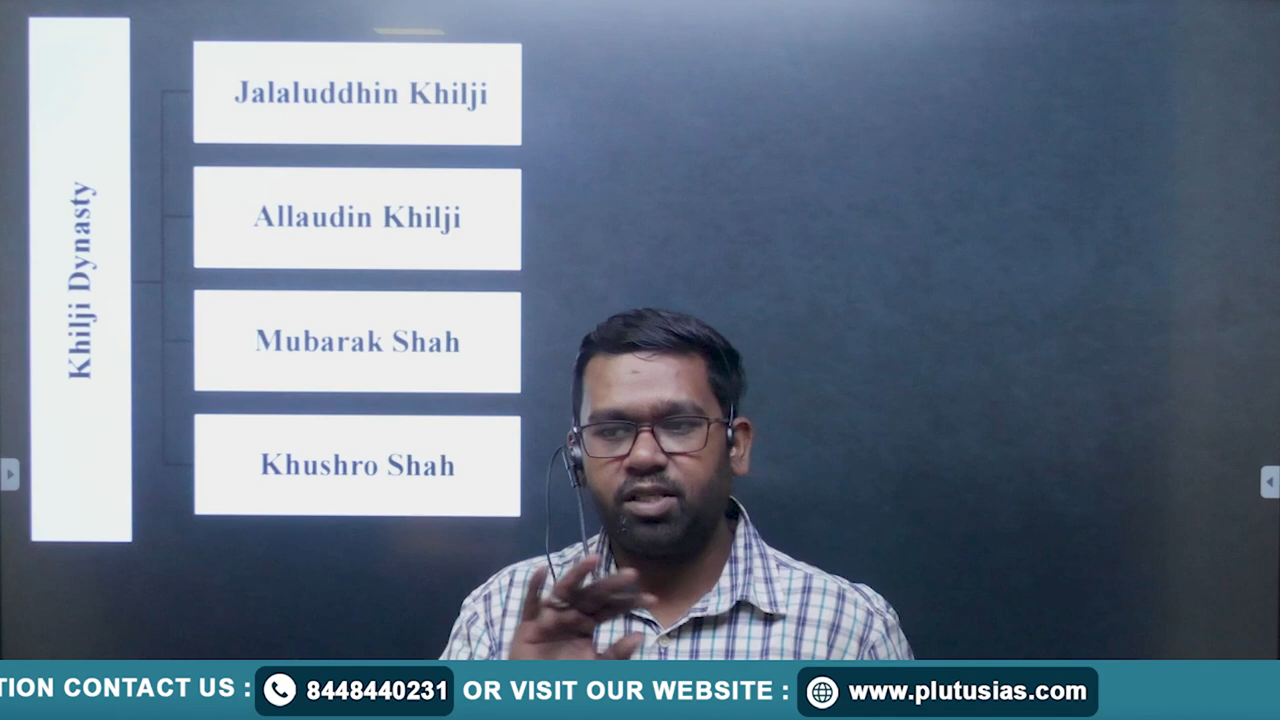 Khilji Dynasty
Jalaluddhin Khilji
Allaudin Khilji
Mubarak Shah
Khushro Shah
TION CONTACT US : 8448440231 OR VISIT OUR WEBSITE : www.plutusias.com